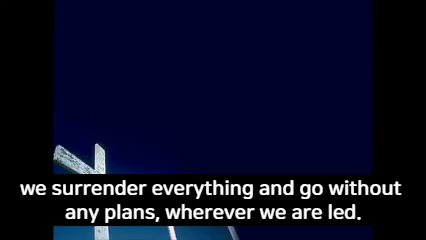 we surrender everything and go without
any plans, wherever we are led.